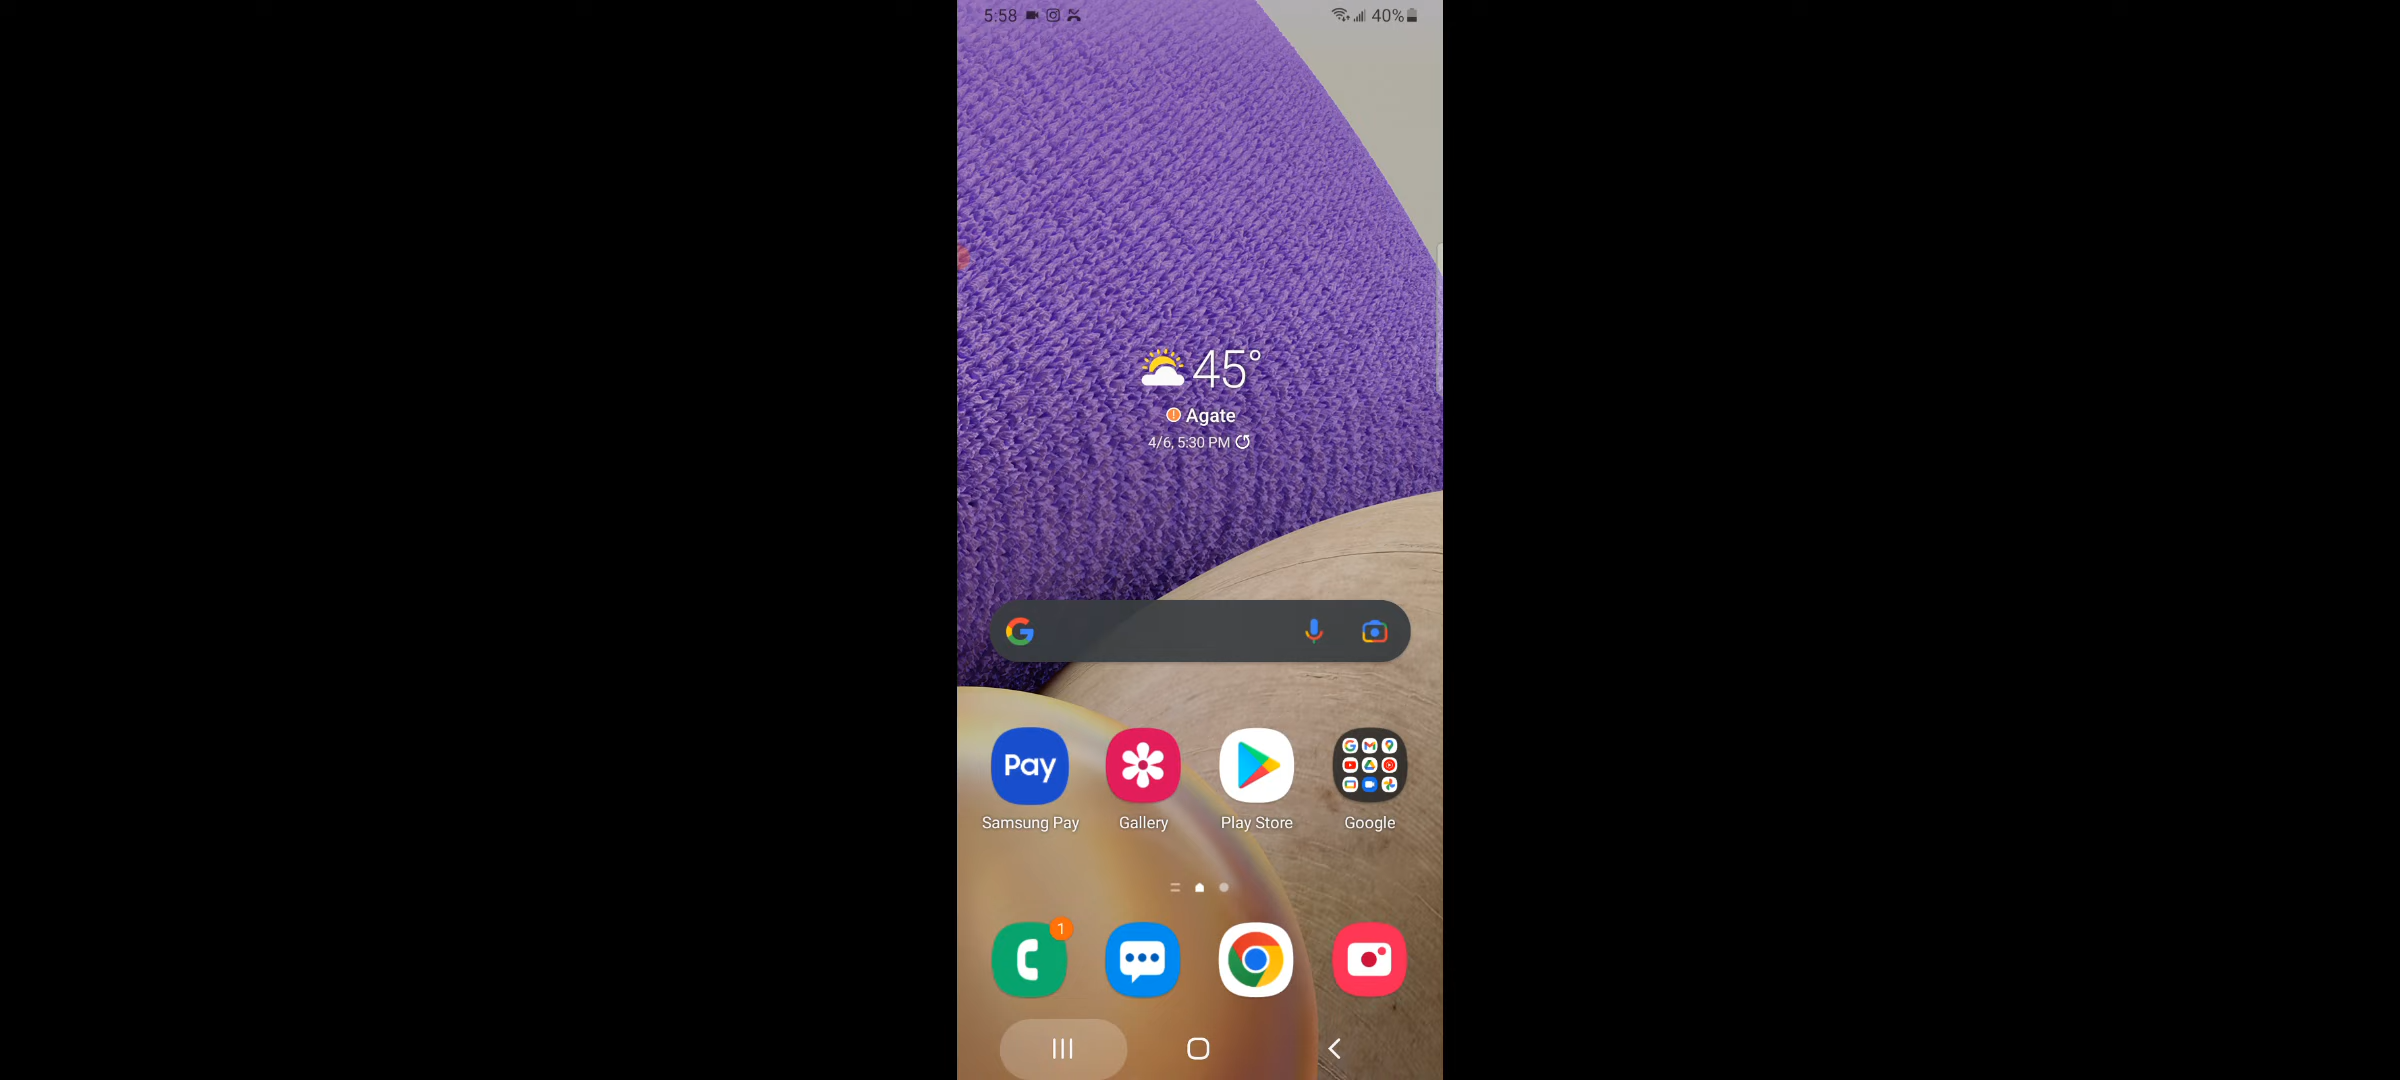 5:58
40%
45°
Agate
4/6, 5:30 PM
Pay
Samsung Pay
Gallery
Play Store
Google
1